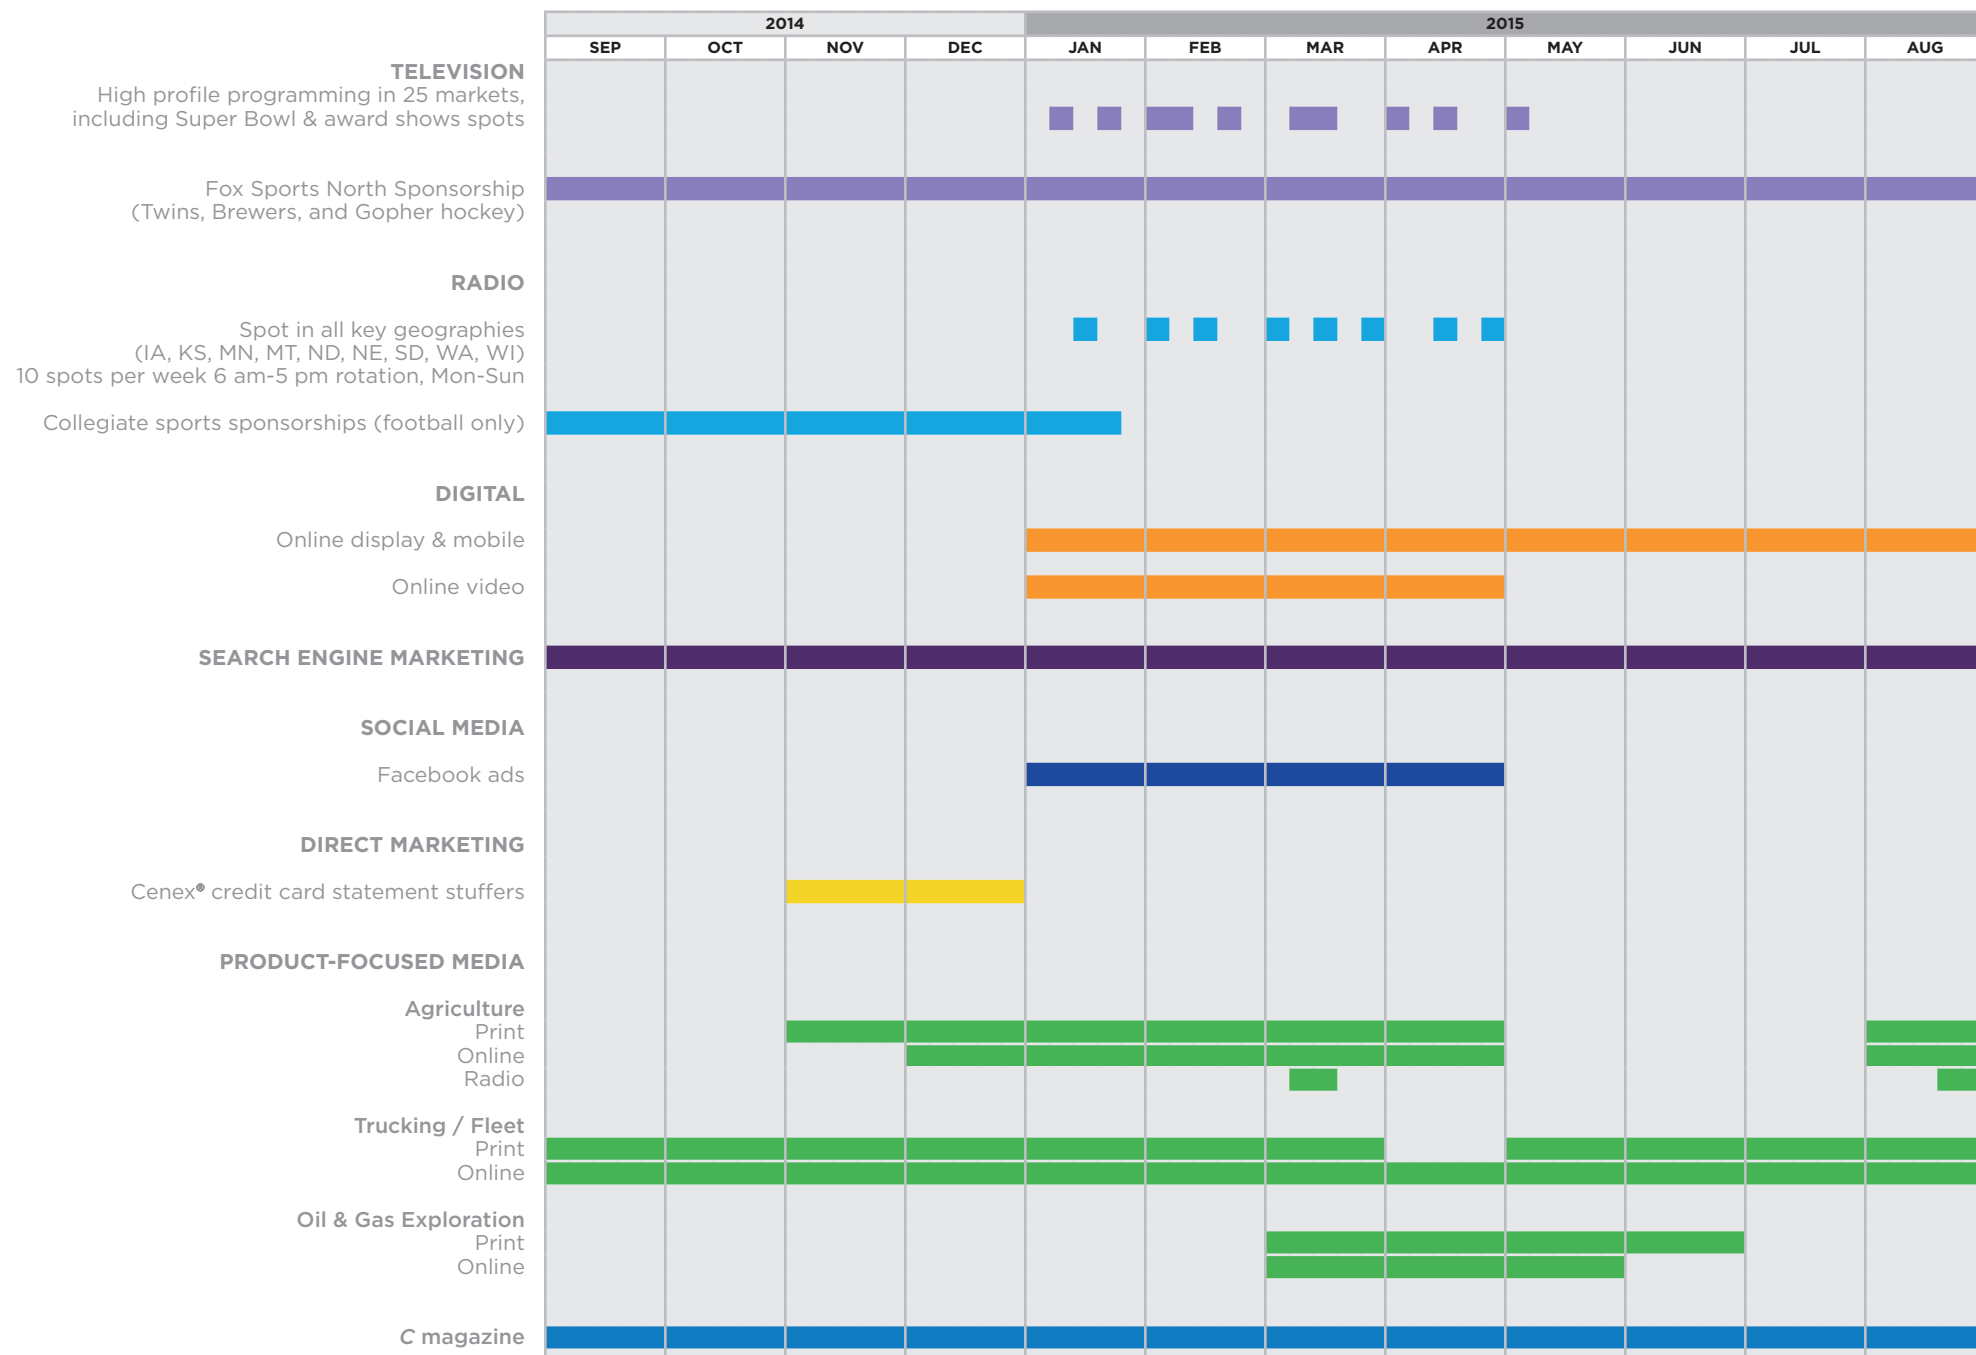 2014 2015
SEP OCT NOV DEC JAN FEB MAR APR MAY JUN JUL AUG
TELEVISION
High profile programming in 25 markets,
including Super Bowl & award shows spots
Fox Sports North Sponsorship
(Twins, Brewers, and Gopher hockey)
RADIO
Spot in all key geographies
(IA, KS, MN, MT, ND, NE, SD, WA, WI)
10 spots per week 6 am-5 pm rotation, Mon-Sun
Collegiate sports sponsorships (football only)
DIGITAL
Online display & mobile
Online video
SEARCH ENGINE MARKETING
SOCIAL MEDIA
Facebook ads
DIRECT MARKETING
Cenex® credit card statement stuffers
PRODUCT-FOCUSED MEDIA
Agriculture
Print
Online
Radio
Trucking / Fleet
Print
Online
Oil & Gas Exploration
Print
Online
C magazine